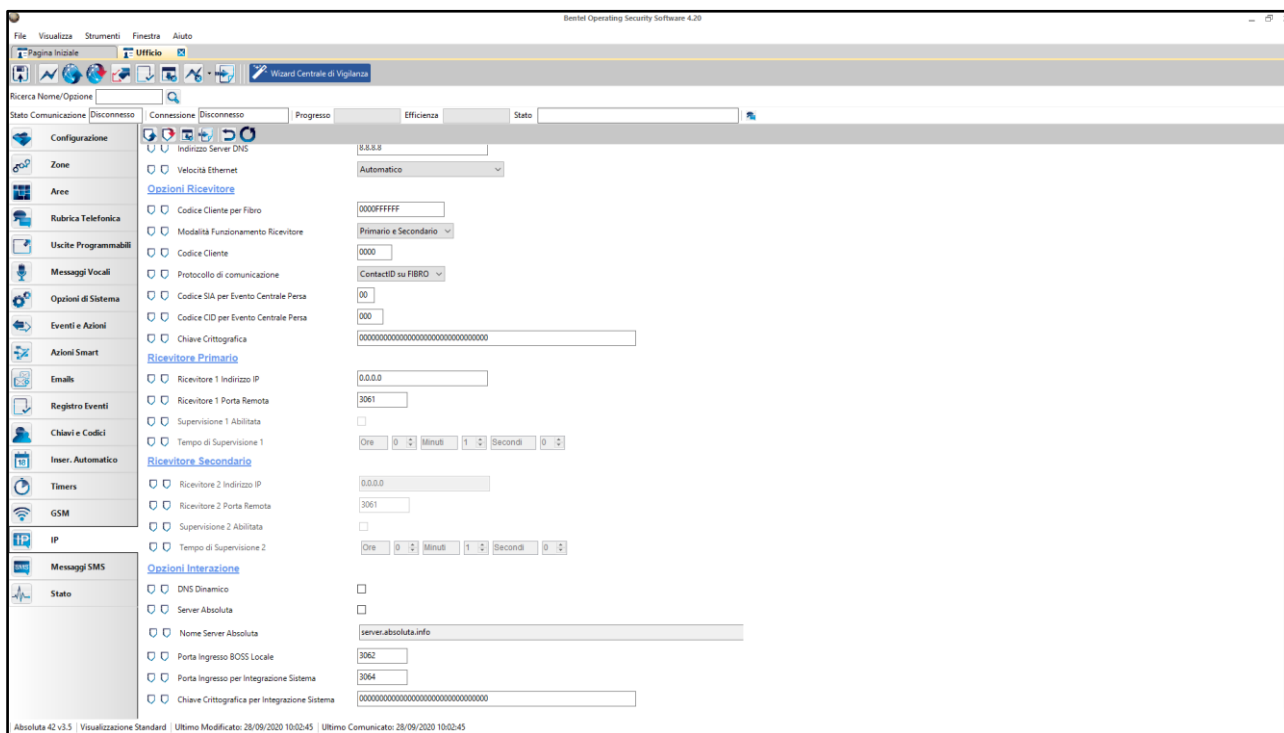 Bentel Operating Security Software 4.20
File Visualizza Strumenti Finestra Aiuto
Pagina Iniziale Ufficio
Wizard Centrale di Vigilanza
Ricerca Nome/Opzione
Stato Comunicazione Disconnesso Connessione Disconnesso Progresso Efficienza Stato
Configurazione
Zone
Aree
Rubrica Telefonica
Uscite Programmabili
Messaggi Vocali
Opzioni di Sistema
Eventi e Azioni
Azioni Smart
Emails
Registro Eventi
Chiavi e Codici
Inser. Automatico
Timers
GSM
IP
Messaggi SMS
Stato
Indirizzo Server DNS 8.8.8.8
Velocità Ethernet Automatico
Opzioni Ricevitore
Codice Cliente per Fibro 0000FFFFFF
Modalità Funzionamento Ricevitore Primario e Secondario
Codice Cliente 0000
Protocollo di comunicazione ContactID su FIBRO
Codice SIA per Evento Centrale Persa 00
Codice CID per Evento Centrale Persa 000
Chiave Crittografica 00000000000000000000000000000000
Ricevitore Primario
Ricevitore 1 Indirizzo IP 0.0.0.0
Ricevitore 1 Porta Remota 3061
Supervisione 1 Abilitata
Tempo di Supervisione 1 Ore 0 Minuti 1 Secondi 0
Ricevitore Secondario
Ricevitore 2 Indirizzo IP 0.0.0.0
Ricevitore 2 Porta Remota 3061
Supervisione 2 Abilitata
Tempo di Supervisione 2 Ore 0 Minuti 1 Secondi 0
Opzioni Interazione
DNS Dinamico
Server Absoluta
Nome Server Absoluta server.absoluta.info
Porta Ingresso BOSS Locale 3062
Porta Ingresso per Integrazione Sistema 3064
Chiave Crittografica per Integrazione Sistema 00000000000000000000000000000000
Absoluta 42 v3.5 Visualizzazione Standard Ultimo Modificato: 28/09/2020 10:02:45 Ultimo Comunicato: 28/09/2020 10:02:45